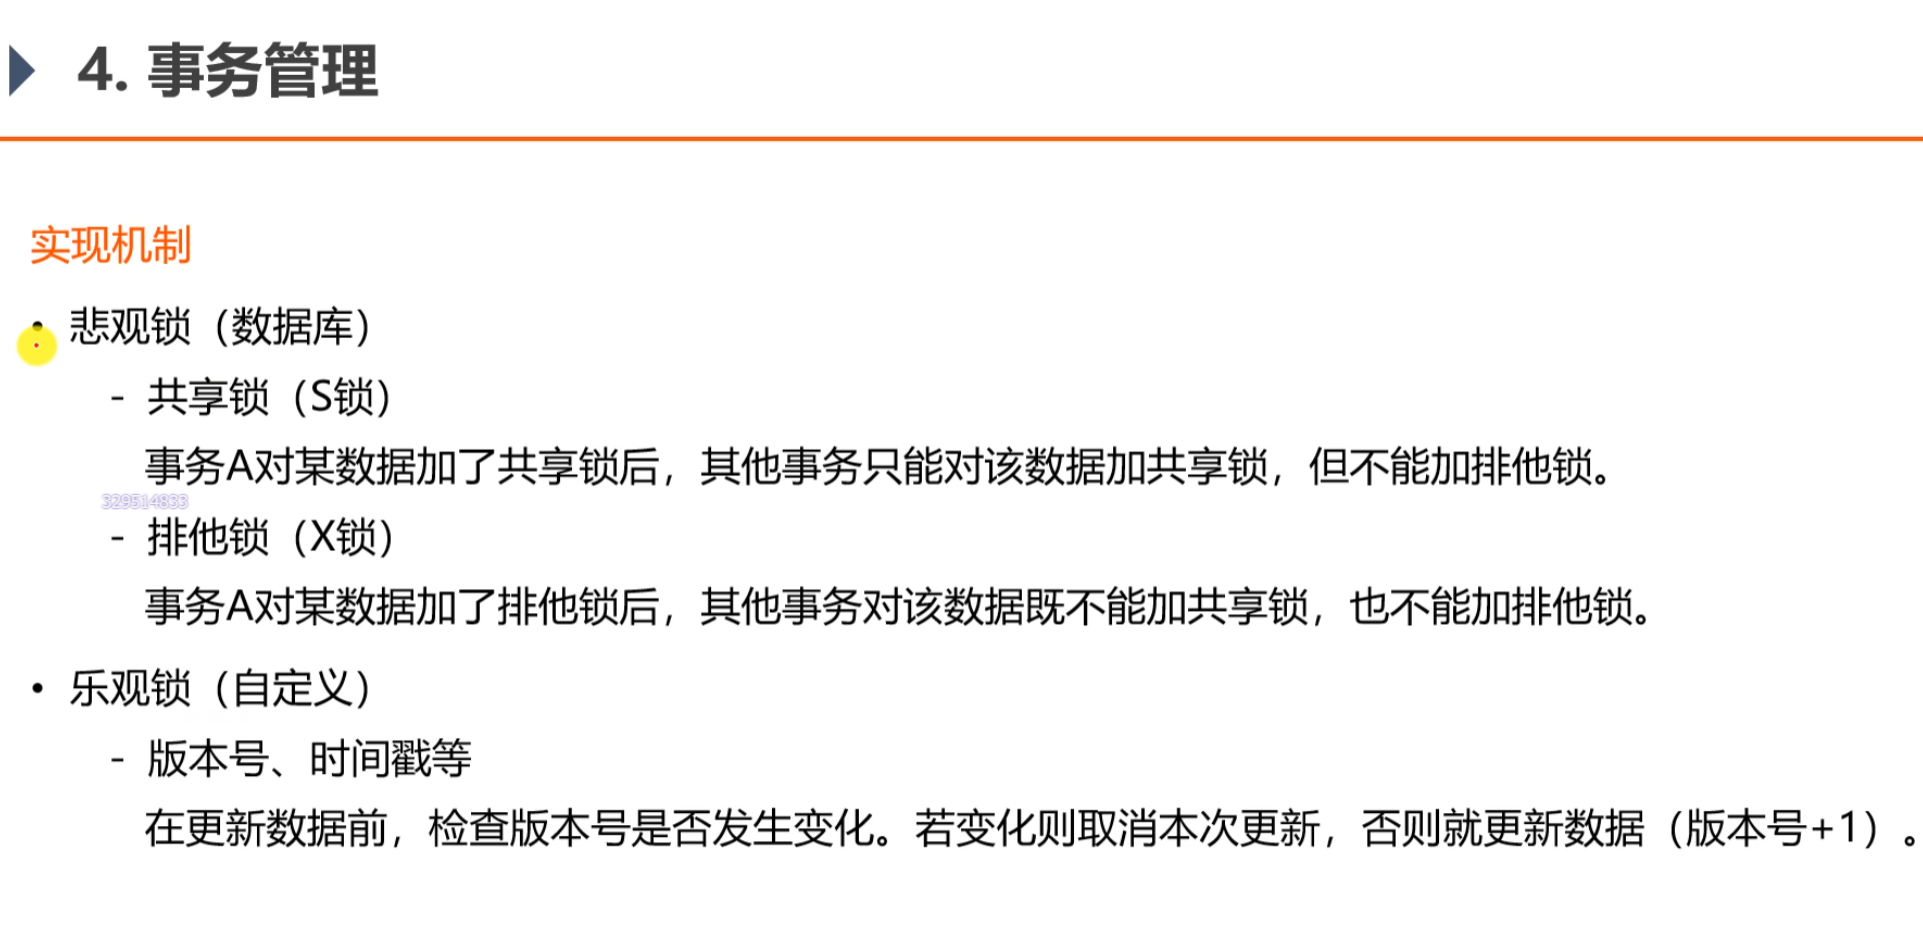 4. 事务管理
实现机制
• 悲观锁（数据库）
- 共享锁（S锁）
事务A对某数据加了共享锁后，其他事务只能对该数据加共享锁，但不能加排他锁。
329514833
- 排他锁（X锁）
事务A对某数据加了排他锁后，其他事务对该数据既不能加共享锁，也不能加排他锁。
• 乐观锁（自定义）
- 版本号、时间戳等
在更新数据前，检查版本号是否发生变化。若变化则取消本次更新，否则就更新数据（版本号+1）。